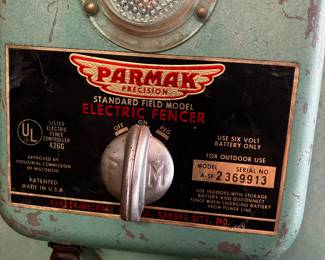 PARMAK
PRECISION
STANDARD FIELD MODEL
ELECTRIC FENCER
OFF ON REG.
UL
LISTED
ELECTRIC
FENCE
CONTROLLER
426G
APPROVED BY
INDUSTRIAL COMMISSION
OF WISCONSIN
PATENTED
MADE IN U.S.A.
USE SIX VOLT
BATTERY ONLY
FOR OUTDOOR USE
MODEL SERIAL NO.
A-SF 2369913
USE INDOORS WITH STORAGE
BATTERY AND DISCONNECT
FENCE WHEN CHARGING BATTERY
FROM POWER LINE
KANSAS CITY, MO.